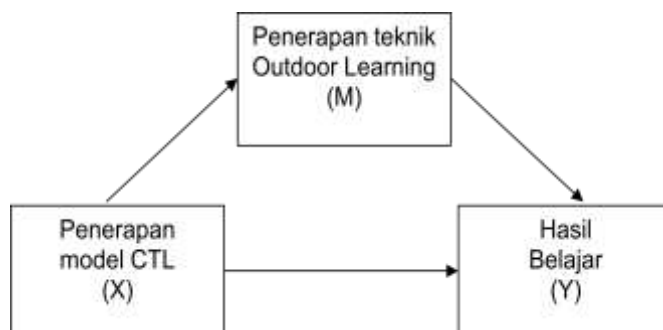 Penerapan teknik
Outdoor Learning
(M)
Penerapan
model CTL
(X)
Hasil
Belajar
(Y)